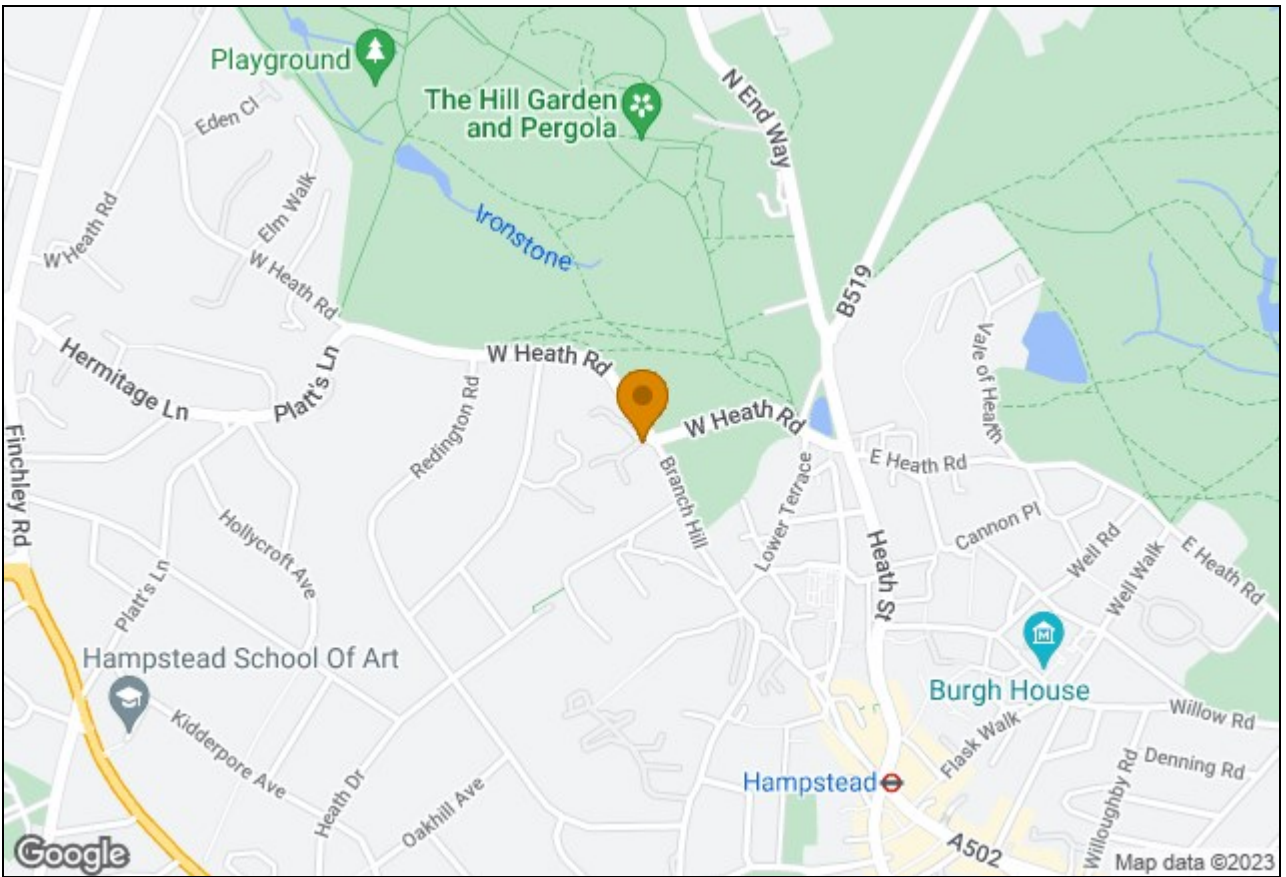 Playground
The Hill Garden
and Pergola
N End Way
Eden Cl
Elm Walk
W Heath Rd
Ironstone
W Heath Rd
B519
Vale of Health
Hermitage Ln
Platt's Ln
W Heath Rd
Redington Rd
W Heath Rd
E Heath Rd
Finchley Rd
Branch Hill
Lower Terrace
Cannon Pl
Well Rd
Well Walk
E Heath Rd
Hollycroft Ave
Platt's Ln
Heath St
Hampstead School Of Art
Burgh House
Kidderpore Ave
Willow Rd
Flask Walk
Denning Rd
Hampstead
Heath Dr
Oakhill Ave
Willoughby Rd
A502
Google
Map data ©2023